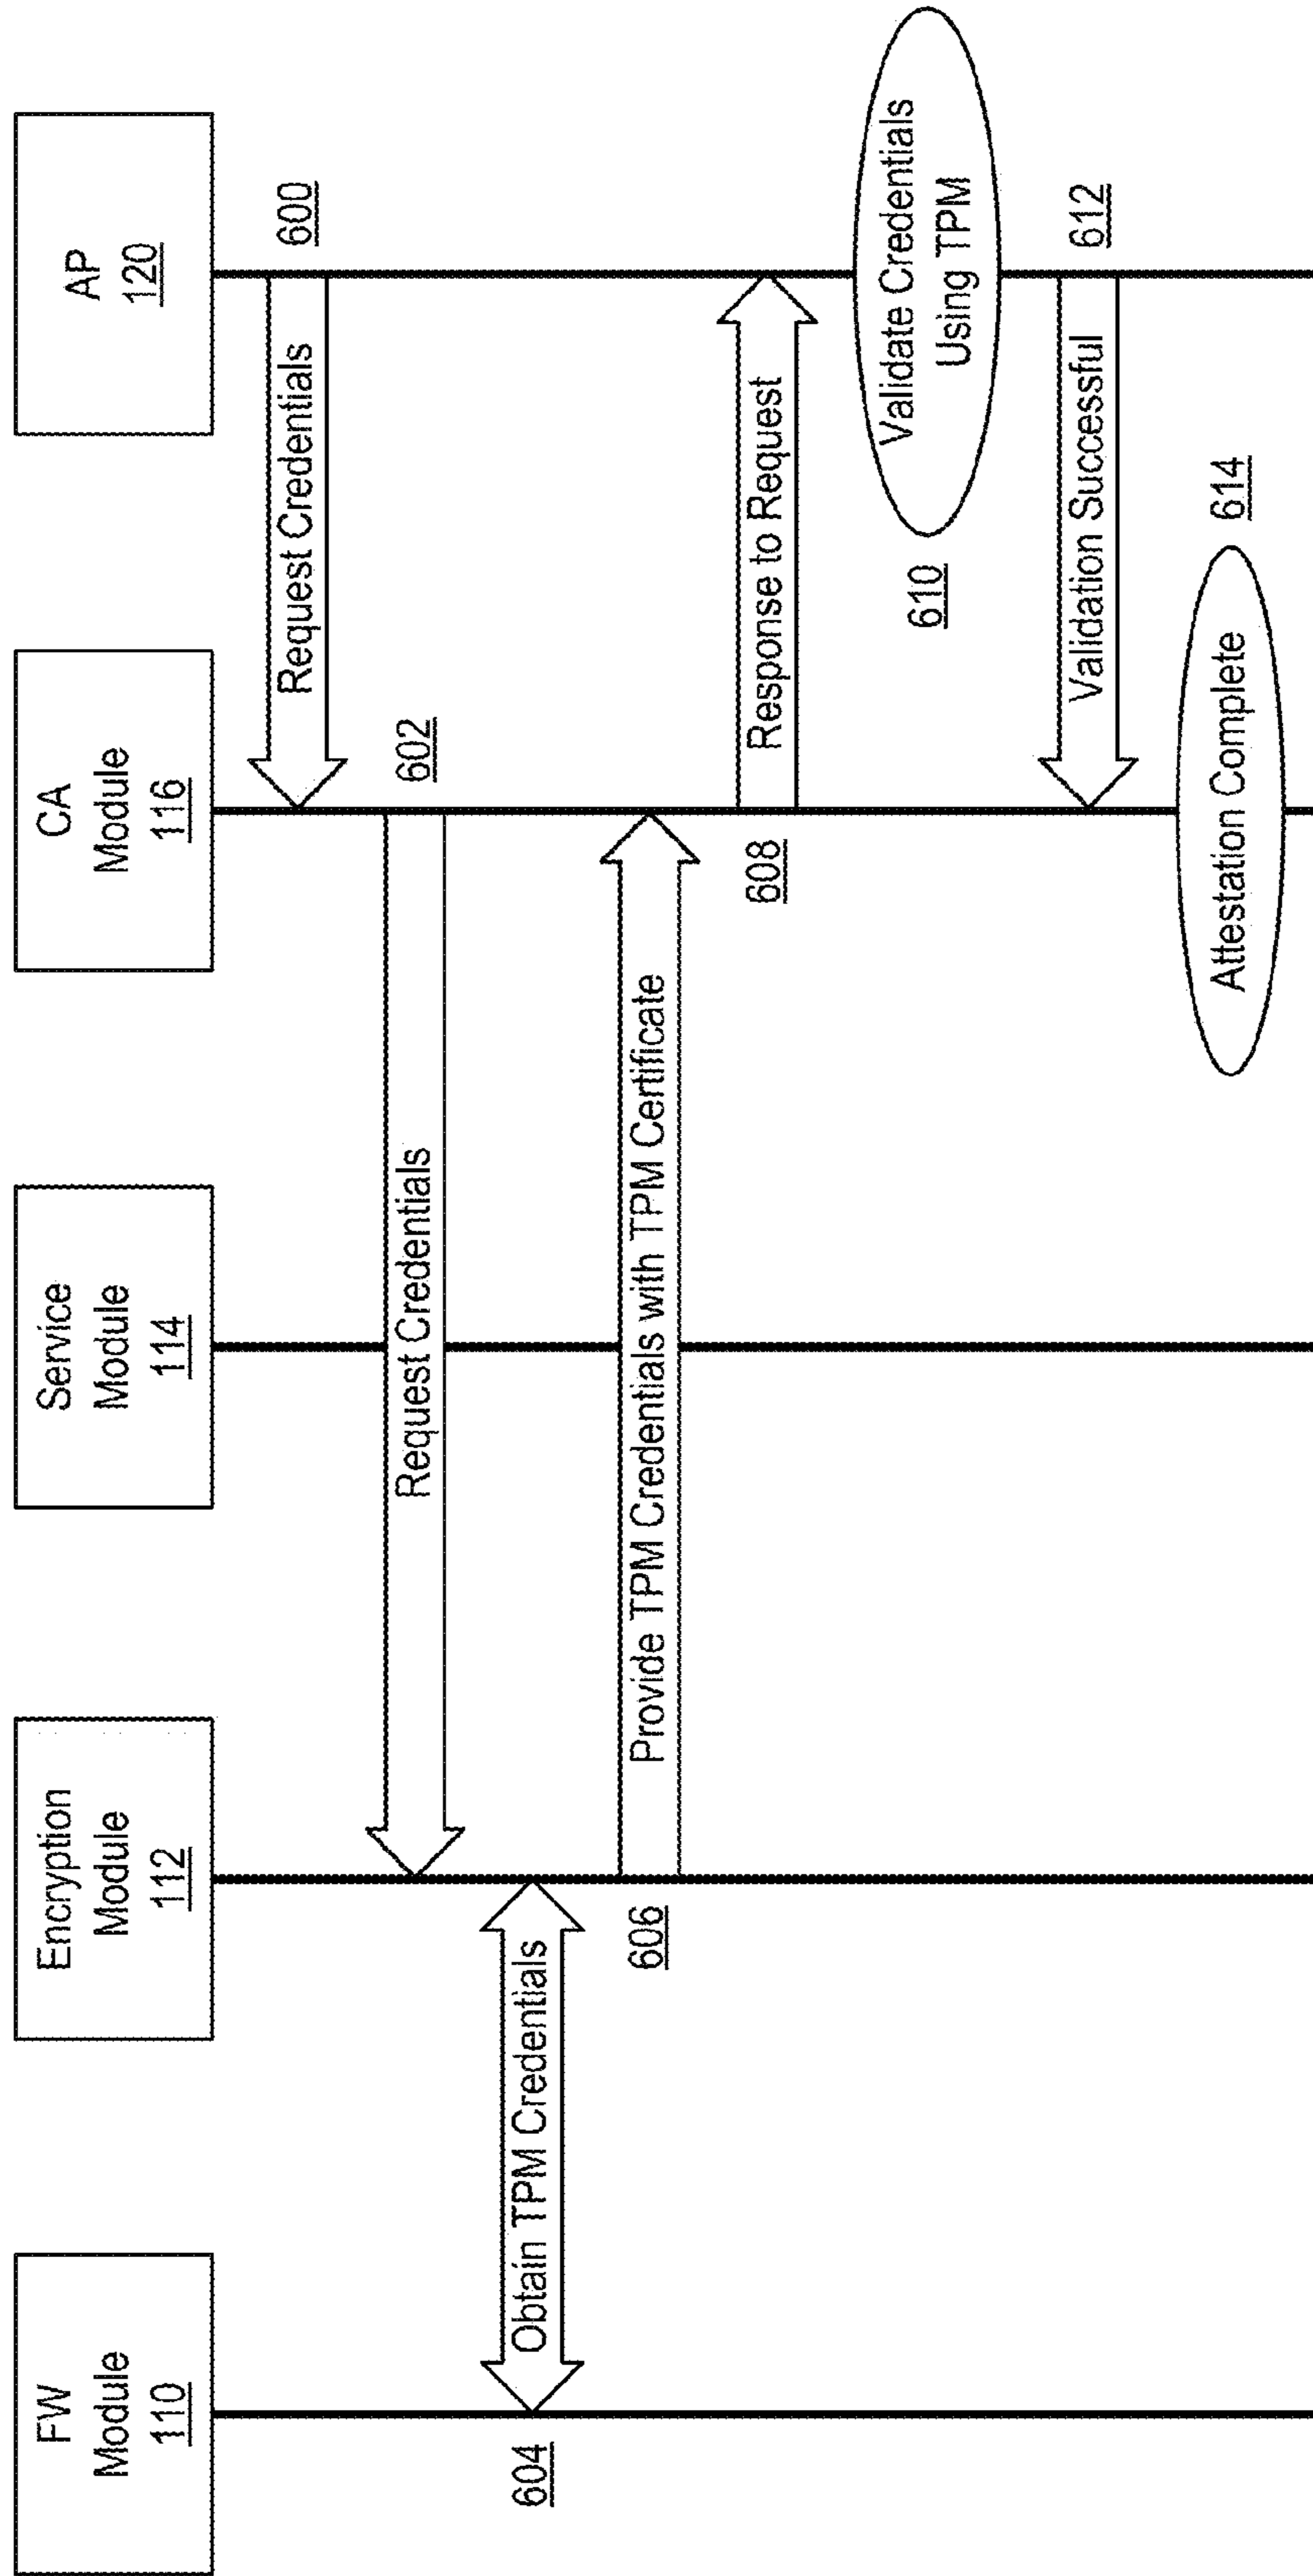 FW
Module
110
Encryption
Module
112
Service
Module
114
CA
Module
116
AP
120
Request Credentials
600
Request Credentials
602
604
Obtain TPM Credentials
606
Provide TPM Credentials with TPM Certificate
608
Response to Request
610
Validate Credentials
Using TPM
Validation Successful
612
Attestation Complete
614